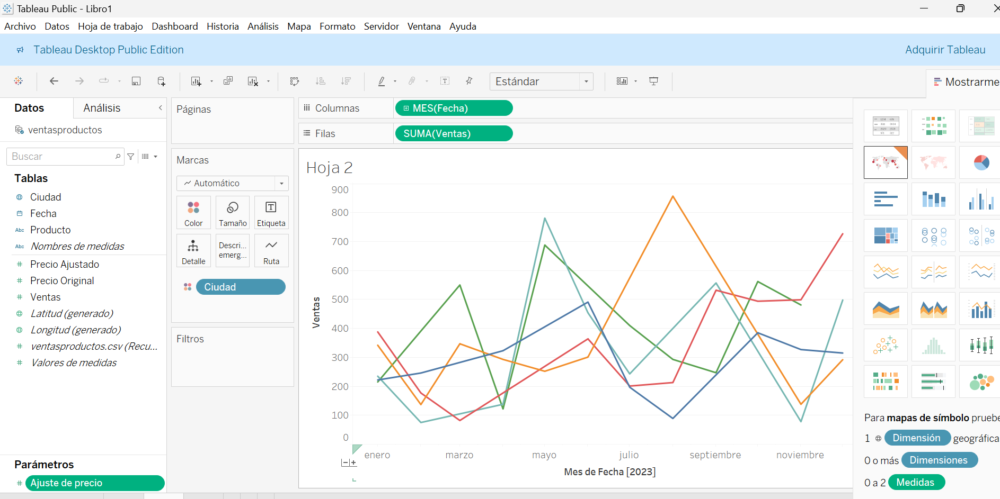 Tableau Public - Libro1
Archivo Datos Hoja de trabajo Dashboard Historia Análisis Mapa Formato Servidor Ventana Ayuda
Tableau Desktop Public Edition
Adquirir Tableau
Estándar
Mostrarme
Datos
Análisis
ventasproductos
Buscar
Tablas
Ciudad
Fecha
Abc Producto
Abc Nombres de medidas
Precio Ajustado
Precio Original
Ventas
Latitud (generado)
Longitud (generado)
ventasproductos.csv (Recu...
Valores de medidas
Parámetros
Ajuste de precio
Páginas
Marcas
Automático
Color
Tamaño
Etiqueta
Detalle
Descri...
emerg...
Ruta
Ciudad
Filtros
Columnas
MES(Fecha)
Filas
SUMA(Ventas)
Hoja 2
900
800
700
600
500
400
300
200
100
0
Ventas
enero marzo mayo julio septiembre noviembre
Mes de Fecha [2023]
Para mapas de símbolo pruebe
1 Dimensión geográfica
0 o más Dimensiones
0 a 2 Medidas